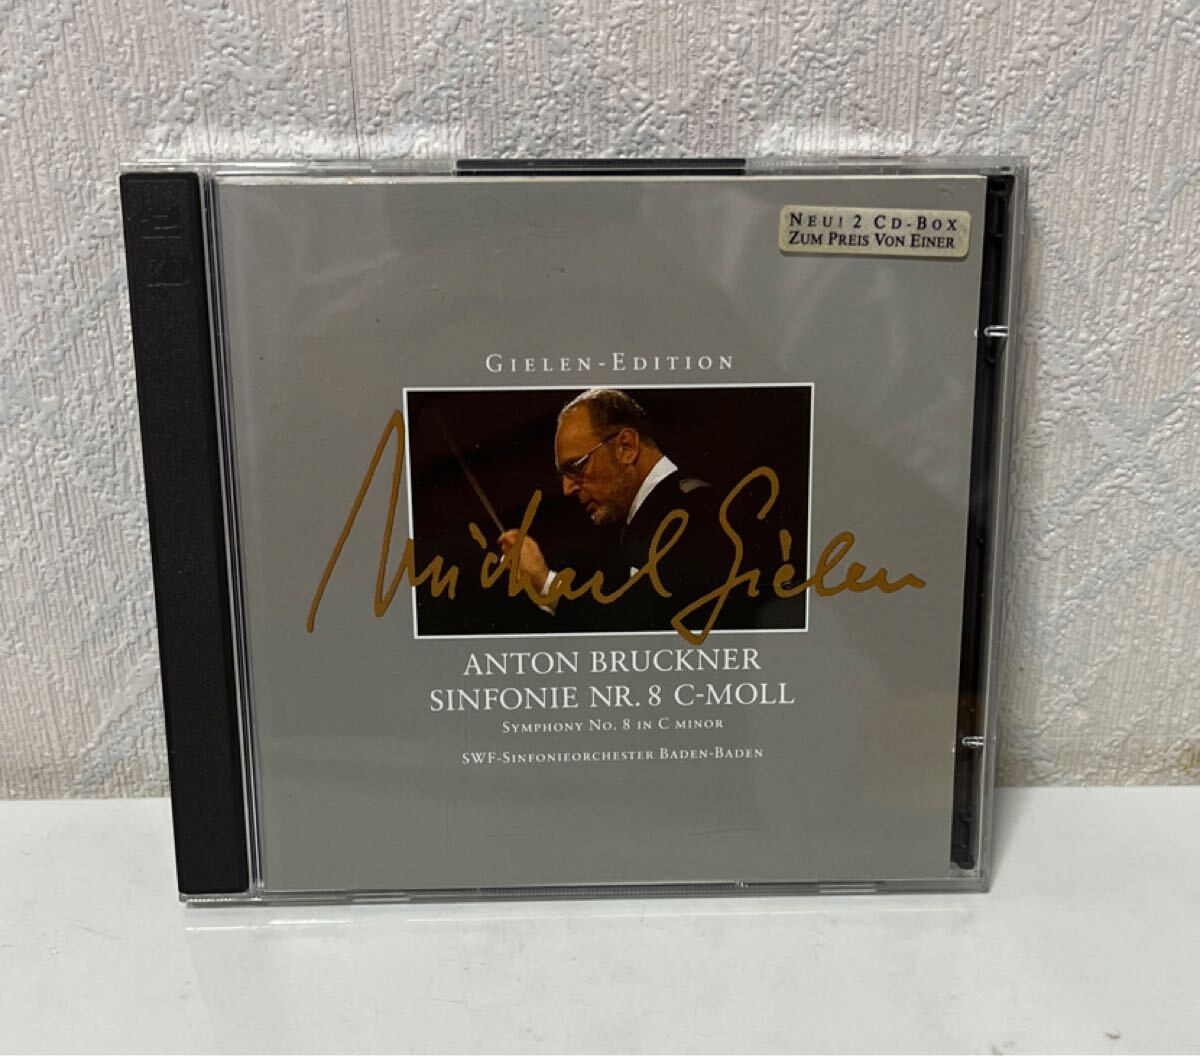 NEU! 2 CD-BOX
ZUM PREIS VON EINER
GIELEN-EDITION
Michael Gielen
ANTON BRUCKNER
SINFONIE NR. 8 C-MOLL
SYMPHONY NO. 8 IN C MINOR
SWF-SINFONIEORCHESTER BADEN-BADEN